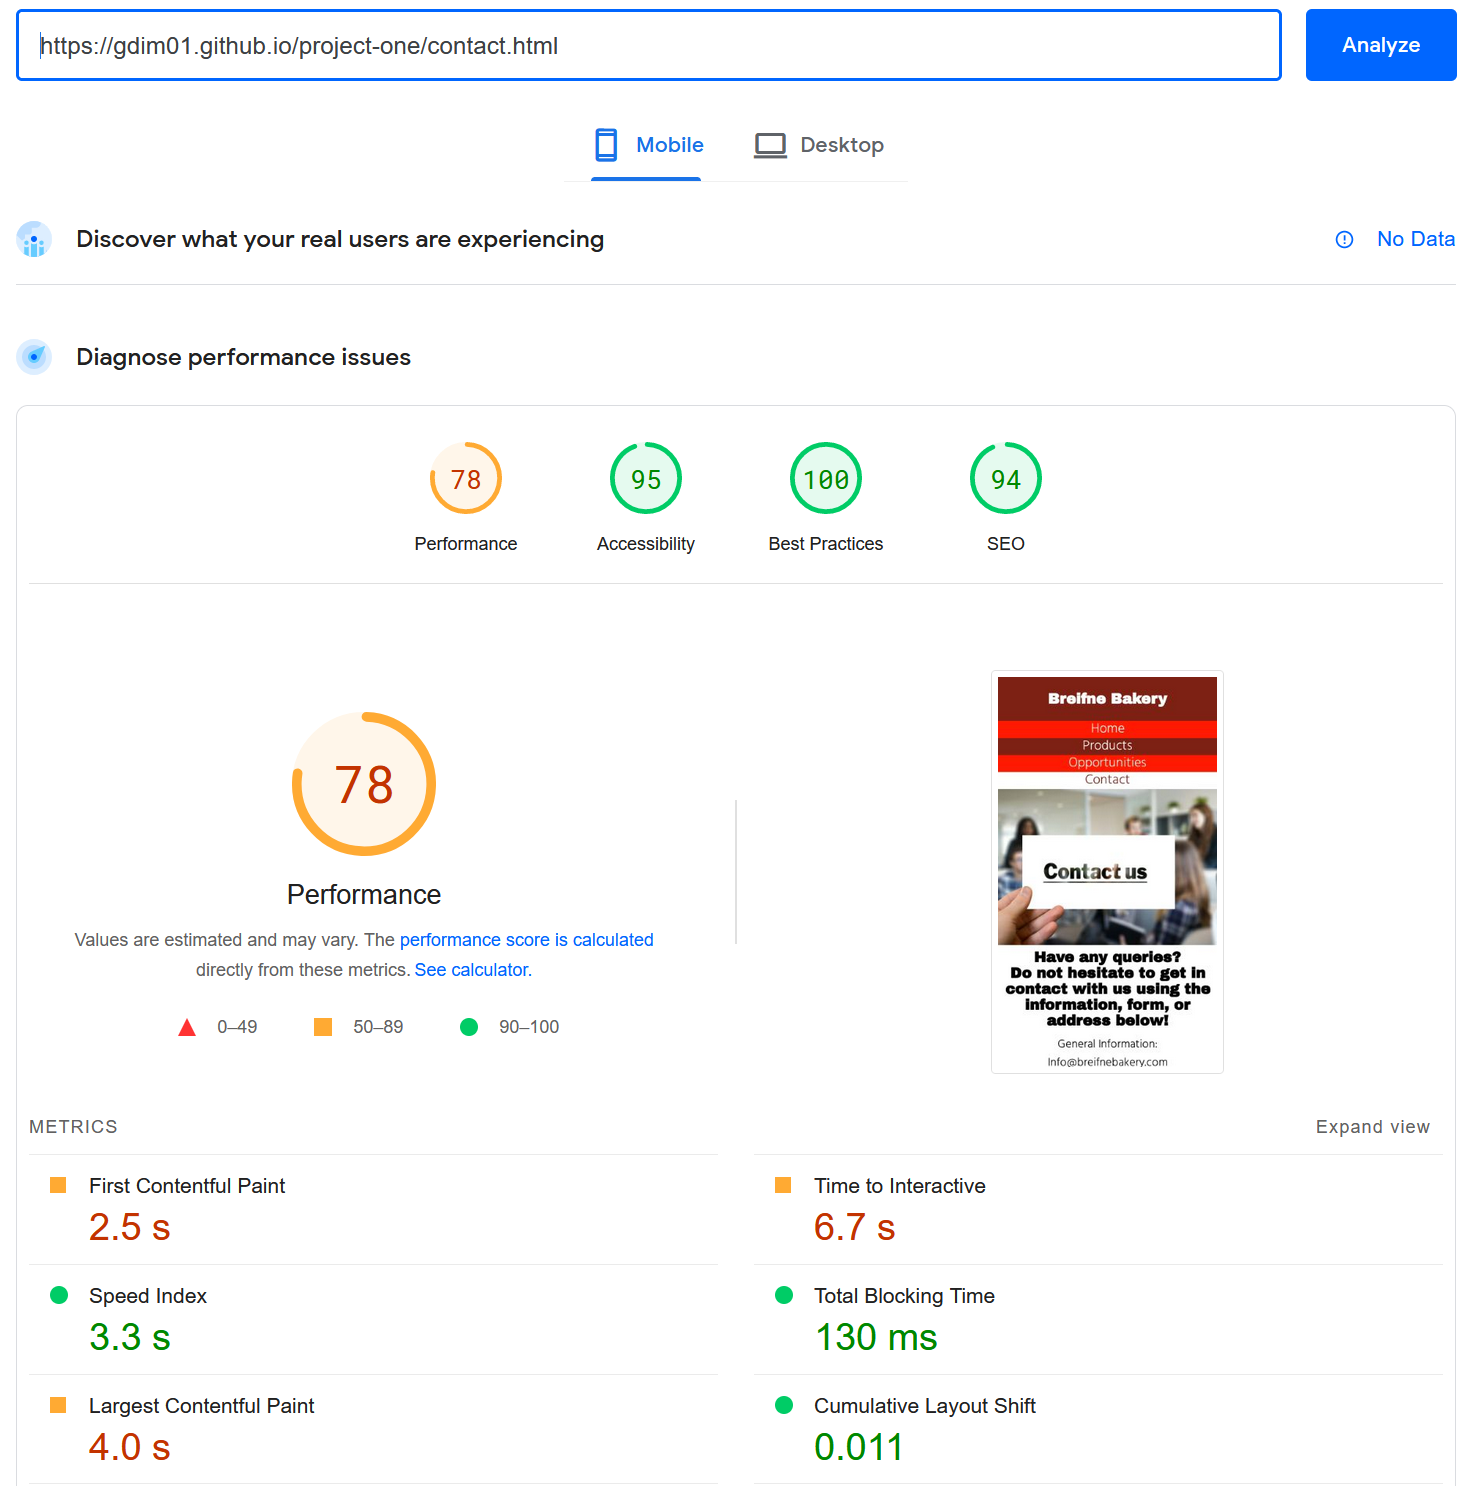 https://gdim01.github.io/project-one/contact.html
Analyze
Mobile
Desktop
Discover what your real users are experiencing
No Data
Diagnose performance issues
78
95
100
94
Performance
Accessibility
Best Practices
SEO
78
Performance
Values are estimated and may vary. The performance score is calculated
directly from these metrics. See calculator.
0–49
50–89
90–100
Breifne Bakery
Home
Products
Opportunities
Contact
Contact us
Have any queries?
Do not hesitate to get in
contact with us using the
information, form, or
address below!
General Information:
Info@breifnebakery.com
METRICS
Expand view
First Contentful Paint
2.5 s
Time to Interactive
6.7 s
Speed Index
3.3 s
Total Blocking Time
130 ms
Largest Contentful Paint
4.0 s
Cumulative Layout Shift
0.011